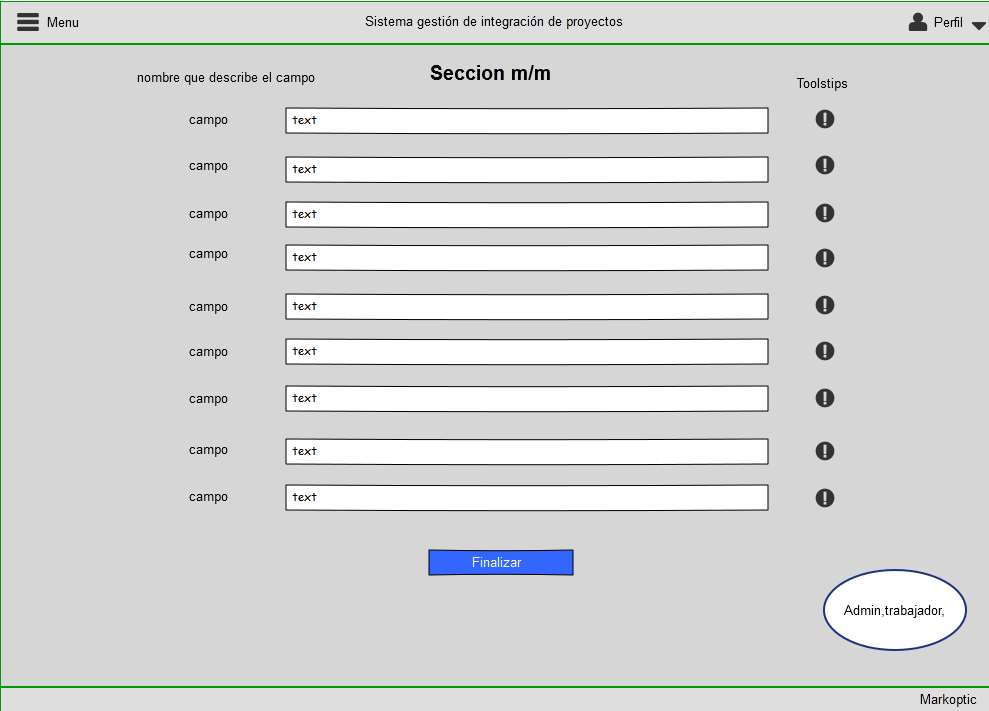 Menu
Sistema gestión de integración de proyectos
Perfil
nombre que describe el campo
Seccion m/m
Toolstips
campo text
campo text
campo text
campo text
campo text
campo text
campo text
campo text
campo text
Finalizar
Admin,trabajador,
Markoptic